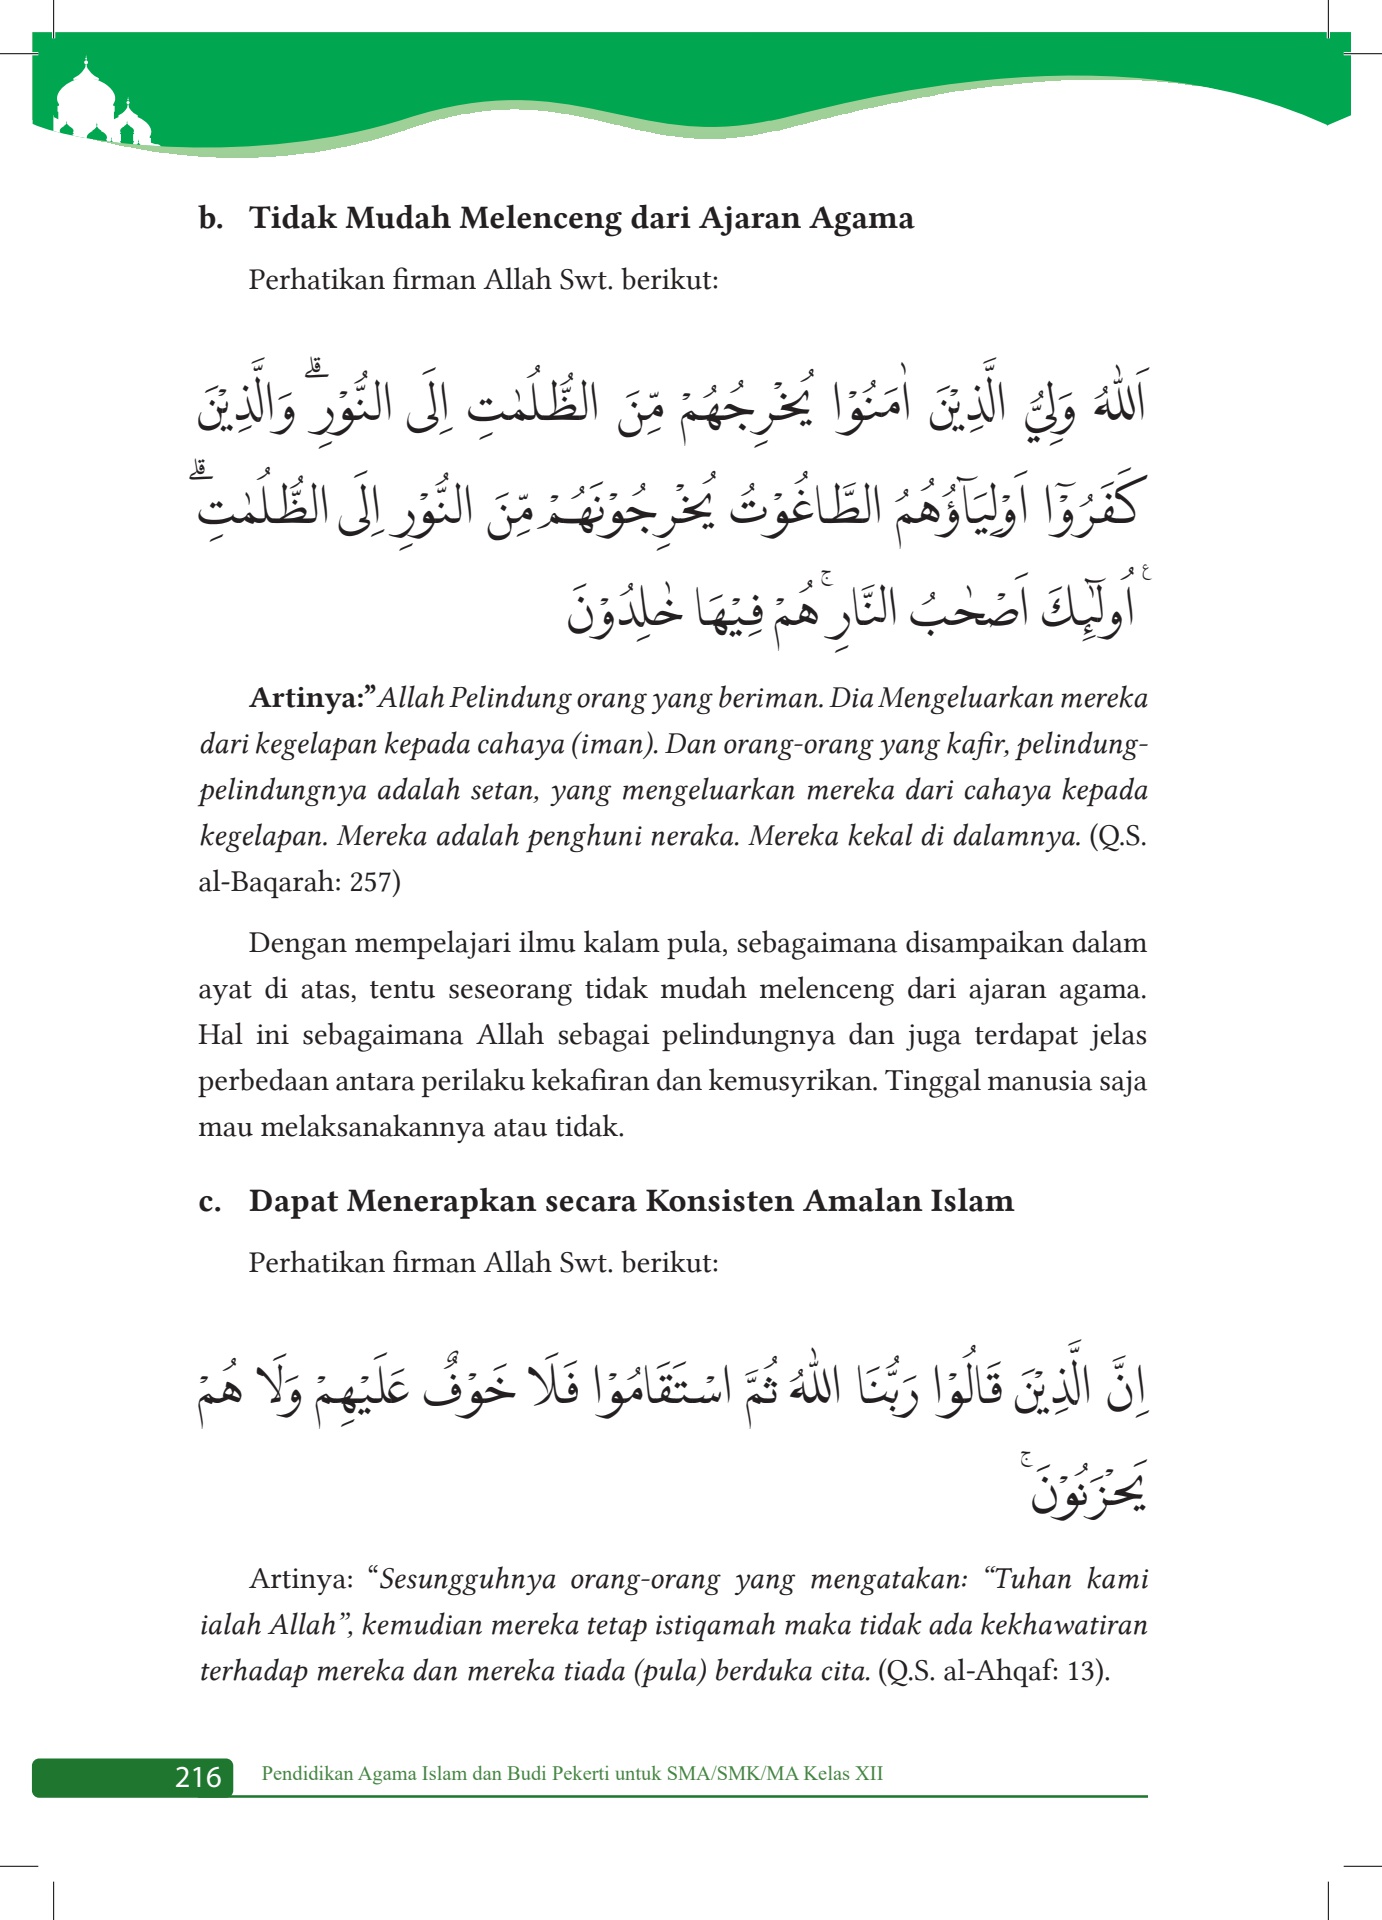 b. Tidak Mudah Melenceng dari Ajaran Agama
Perhatikan firman Allah Swt. berikut:
اَللّٰهُ وَلِيُّ الَّذِيْنَ اٰمَنُوْا يُخْرِجُهُمْ مِّنَ الظُّلُمٰتِ اِلَى النُّوْرِۗ وَالَّذِيْنَ
كَفَرُوْٓا اَوْلِيَاۤؤُهُمُ الطَّاغُوْتُ يُخْرِجُوْنَهُمْ مِّنَ النُّوْرِ اِلَى الظُّلُمٰتِۗ
اُولٰۤىِٕكَ اَصْحٰبُ النَّارِۚ هُمْ فِيْهَا خٰلِدُوْنَ ࣖ
Artinya:”Allah Pelindung orang yang beriman. Dia Mengeluarkan mereka
dari kegelapan kepada cahaya (iman). Dan orang-orang yang kafir, pelindung-
pelindungnya adalah setan, yang mengeluarkan mereka dari cahaya kepada
kegelapan. Mereka adalah penghuni neraka. Mereka kekal di dalamnya. (Q.S.
al-Baqarah: 257)
Dengan mempelajari ilmu kalam pula, sebagaimana disampaikan dalam
ayat di atas, tentu seseorang tidak mudah melenceng dari ajaran agama.
Hal ini sebagaimana Allah sebagai pelindungnya dan juga terdapat jelas
perbedaan antara perilaku kekafiran dan kemusyrikan. Tinggal manusia saja
mau melaksanakannya atau tidak.
c. Dapat Menerapkan secara Konsisten Amalan Islam
Perhatikan firman Allah Swt. berikut:
اِنَّ الَّذِيْنَ قَالُوْا رَبُّنَا اللّٰهُ ثُمَّ اسْتَقَامُوْا فَلَا خَوْفٌ عَلَيْهِمْ وَلَا هُمْ
يَحْزَنُوْنَۚ
Artinya: “Sesungguhnya orang-orang yang mengatakan: “Tuhan kami
ialah Allah”, kemudian mereka tetap istiqamah maka tidak ada kekhawatiran
terhadap mereka dan mereka tiada (pula) berduka cita. (Q.S. al-Ahqaf: 13).
216 Pendidikan Agama Islam dan Budi Pekerti untuk SMA/SMK/MA Kelas XII